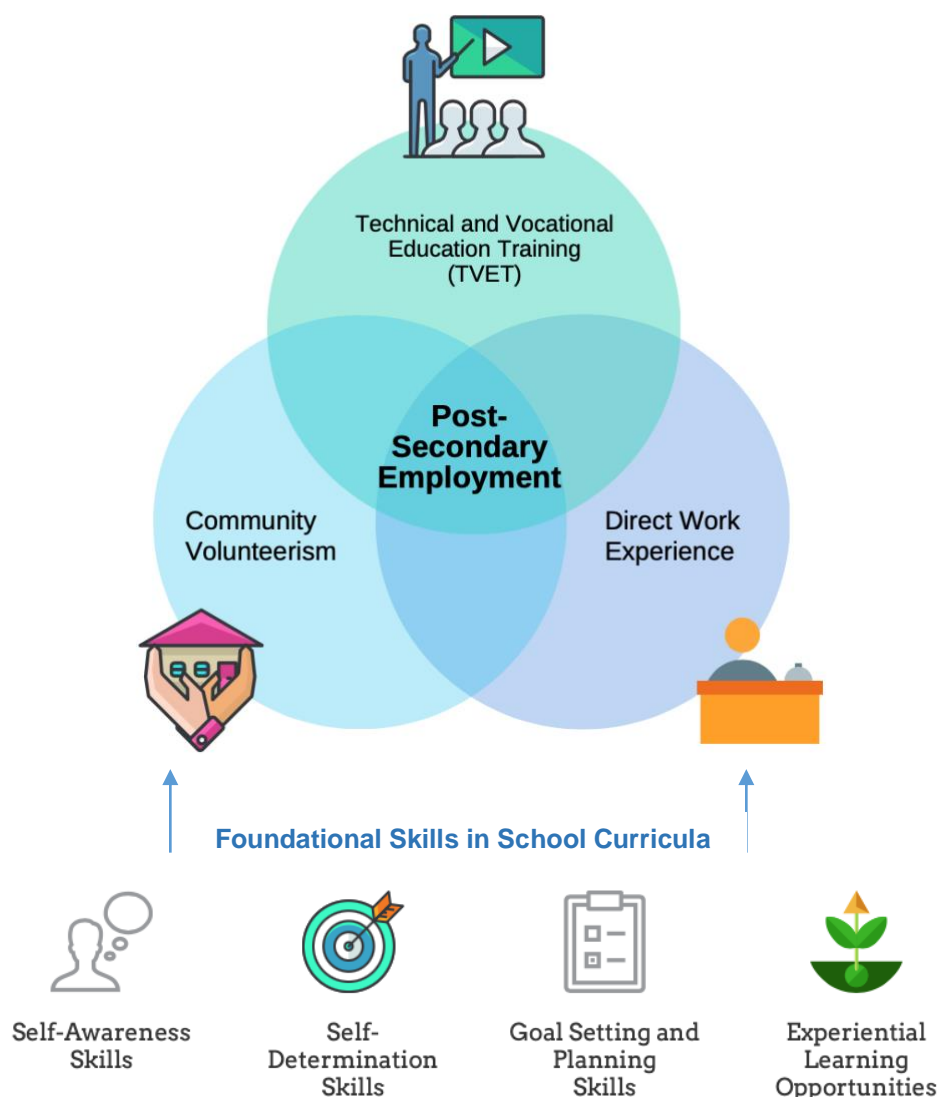 Technical and Vocational
Education Training
(TVET)
Post-
Secondary
Employment
Community
Volunteerism
Direct Work
Experience
Foundational Skills in School Curricula
Self-Awareness
Skills
Self-
Determination
Skills
Goal Setting and
Planning
Skills
Experiential
Learning
Opportunities